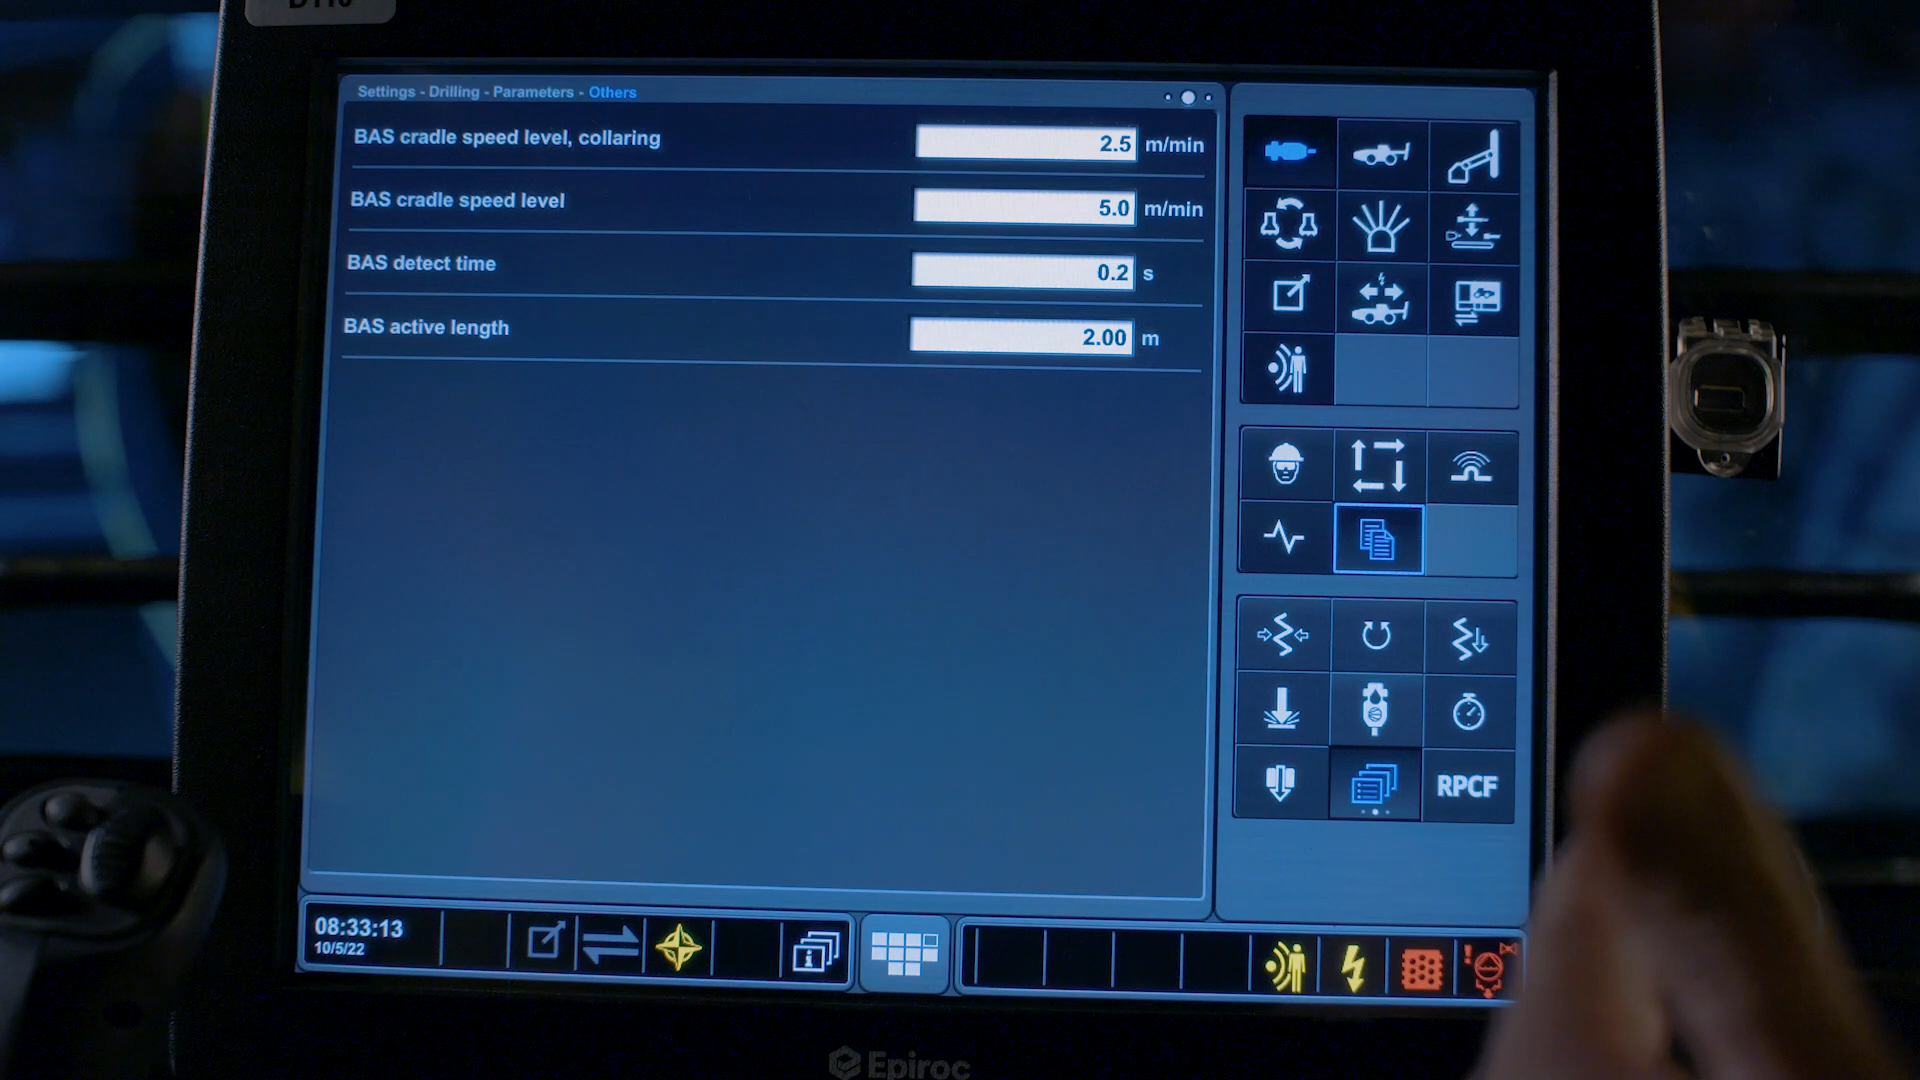 Settings - Drilling - Parameters - Others
BAS cradle speed level, collaring 2.5 m/min
BAS cradle speed level 5.0 m/min
BAS detect time 0.2 s
BAS active length 2.00 m
RPCF
08:33:13
10/5/22
Epiroc